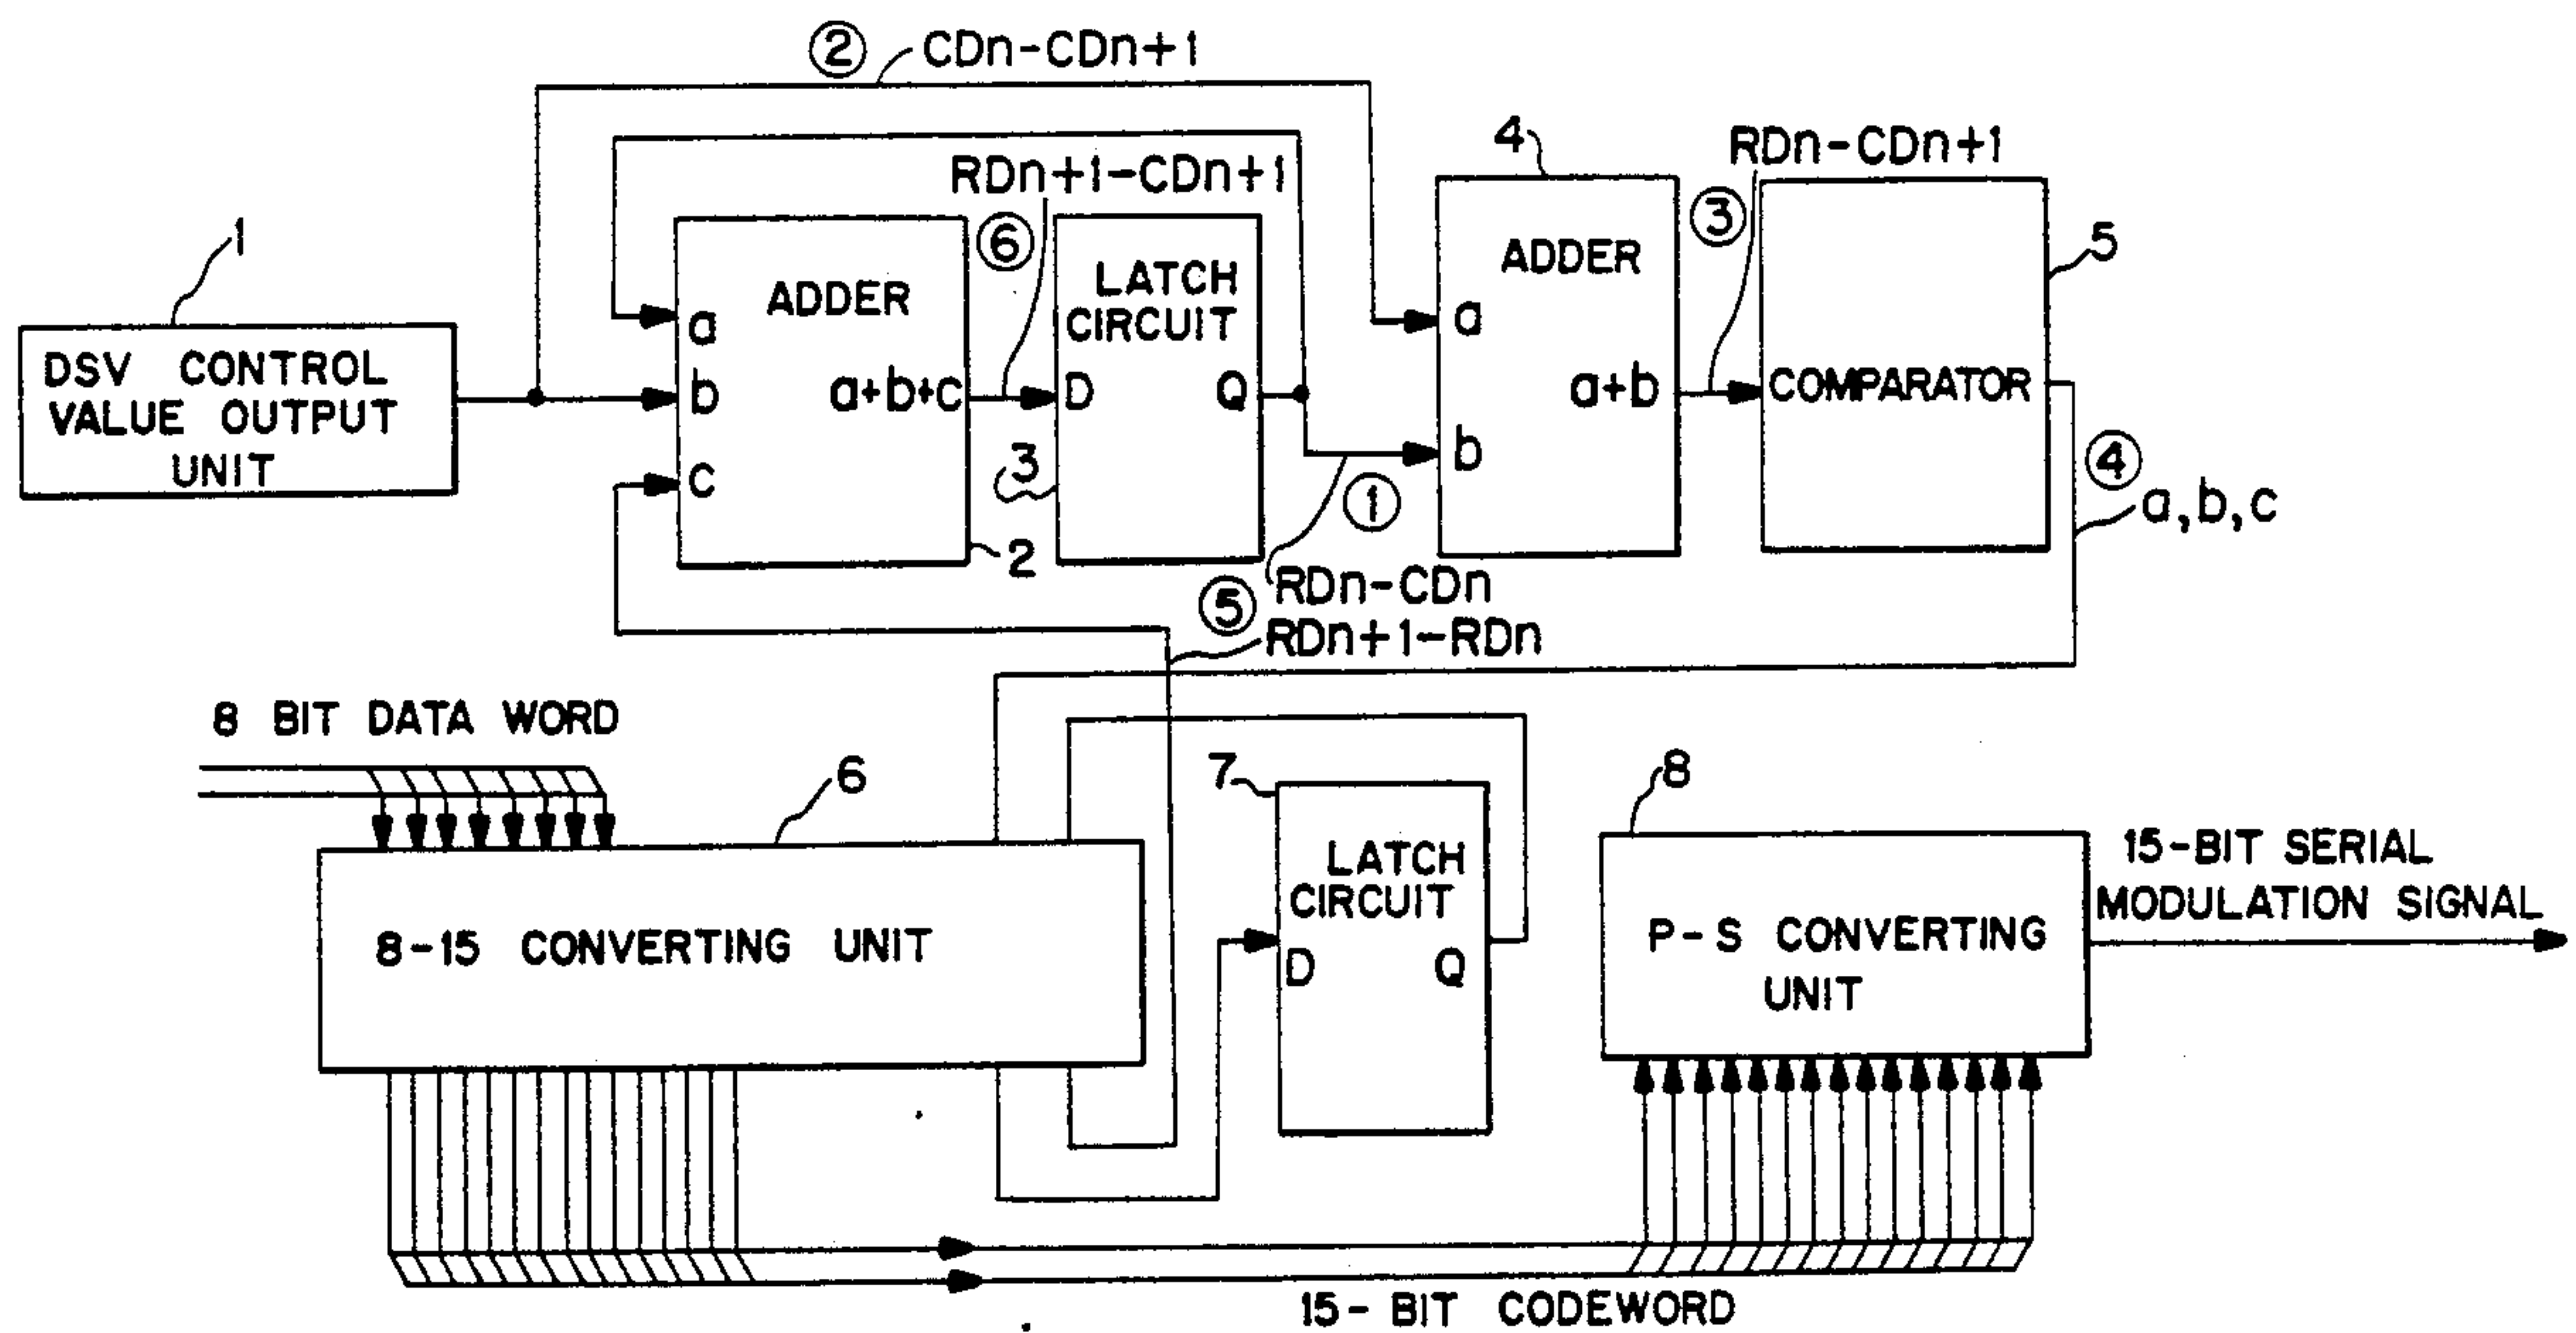 ② CDn-CDn+1
1
DSV CONTROL
VALUE OUTPUT
UNIT
RDn+1-CDn+1
⑥
ADDER
a
b
c
a+b+c
2
LATCH
CIRCUIT
D
Q
3
①
RDn-CDn
⑤
RDn+1-RDn
4
ADDER
a
b
a+b
RDn-CDn+1
③
COMPARATOR
5
④
a,b,c
8 BIT DATA WORD
6
8-15 CONVERTING UNIT
7
LATCH
CIRCUIT
D
Q
8
P-S CONVERTING
UNIT
15-BIT SERIAL
MODULATION SIGNAL
15-BIT CODEWORD